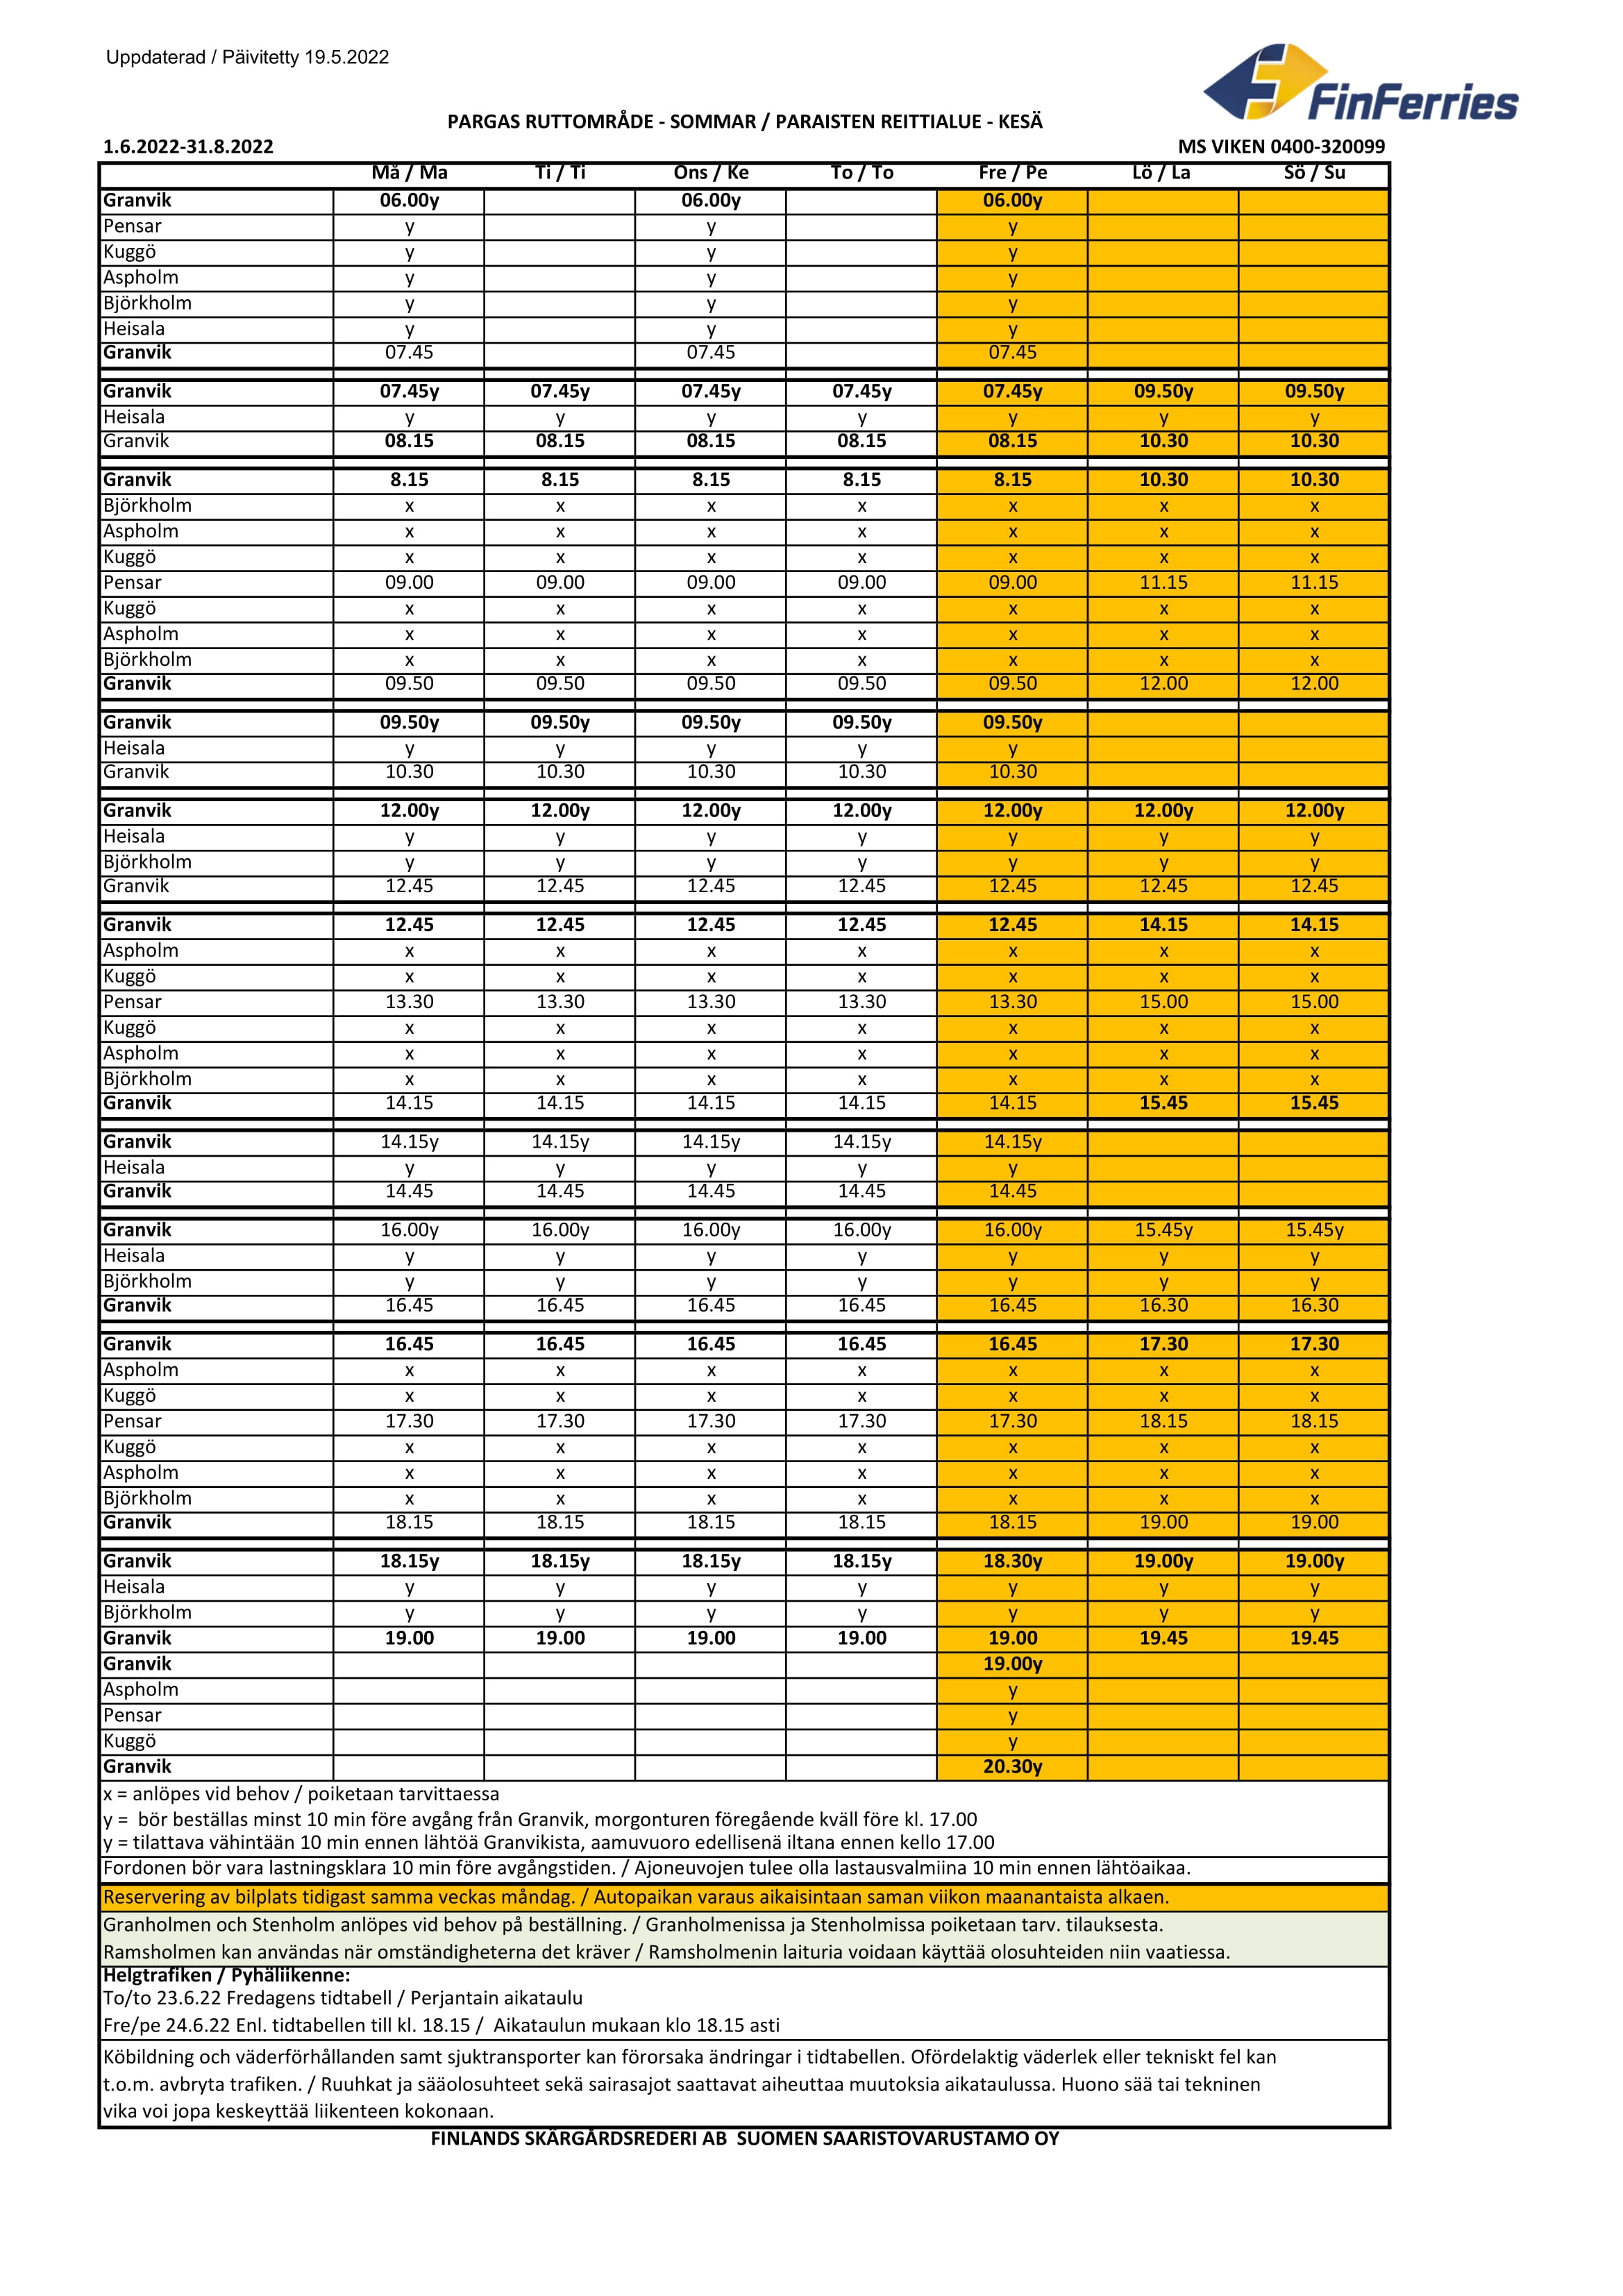 Uppdaterad / Päivitetty 19.5.2022
FinFerries
PARGAS RUTTOMRÅDE - SOMMAR / PARAISTEN REITTIALUE - KESÄ
1.6.2022-31.8.2022 MS VIKEN 0400-320099
Må / Ma Ti / Ti Ons / Ke To / To Fre / Pe Lö / La Sö / Su
Granvik 06.00y 06.00y 06.00y
Pensar y y y
Kuggö y y y
Aspholm y y y
Björkholm y y y
Heisala y y y
Granvik 07.45 07.45 07.45
Granvik 07.45y 07.45y 07.45y 07.45y 07.45y 09.50y 09.50y
Heisala y y y y y y y
Granvik 08.15 08.15 08.15 08.15 08.15 10.30 10.30
Granvik 8.15 8.15 8.15 8.15 8.15 10.30 10.30
Björkholm x x x x x x x
Aspholm x x x x x x x
Kuggö x x x x x x x
Pensar 09.00 09.00 09.00 09.00 09.00 11.15 11.15
Kuggö x x x x x x x
Aspholm x x x x x x x
Björkholm x x x x x x x
Granvik 09.50 09.50 09.50 09.50 09.50 12.00 12.00
Granvik 09.50y 09.50y 09.50y 09.50y 09.50y
Heisala y y y y y
Granvik 10.30 10.30 10.30 10.30 10.30
Granvik 12.00y 12.00y 12.00y 12.00y 12.00y 12.00y 12.00y
Heisala y y y y y y y
Björkholm y y y y y y y
Granvik 12.45 12.45 12.45 12.45 12.45 12.45 12.45
Granvik 12.45 12.45 12.45 12.45 12.45 14.15 14.15
Aspholm x x x x x x x
Kuggö x x x x x x x
Pensar 13.30 13.30 13.30 13.30 13.30 15.00 15.00
Kuggö x x x x x x x
Aspholm x x x x x x x
Björkholm x x x x x x x
Granvik 14.15 14.15 14.15 14.15 14.15 15.45 15.45
Granvik 14.15y 14.15y 14.15y 14.15y 14.15y
Heisala y y y y y
Granvik 14.45 14.45 14.45 14.45 14.45
Granvik 16.00y 16.00y 16.00y 16.00y 16.00y 15.45y 15.45y
Heisala y y y y y y y
Björkholm y y y y y y y
Granvik 16.45 16.45 16.45 16.45 16.45 16.30 16.30
Granvik 16.45 16.45 16.45 16.45 16.45 17.30 17.30
Aspholm x x x x x x x
Kuggö x x x x x x x
Pensar 17.30 17.30 17.30 17.30 17.30 18.15 18.15
Kuggö x x x x x x x
Aspholm x x x x x x x
Björkholm x x x x x x x
Granvik 18.15 18.15 18.15 18.15 18.15 19.00 19.00
Granvik 18.15y 18.15y 18.15y 18.15y 18.30y 19.00y 19.00y
Heisala y y y y y y y
Björkholm y y y y y y y
Granvik 19.00 19.00 19.00 19.00 19.00 19.45 19.45
Granvik 19.00y
Aspholm y
Pensar y
Kuggö y
Granvik 20.30y
x = anlöpes vid behov / poiketaan tarvittaessa
y = bör beställas minst 10 min före avgång från Granvik, morgonturen föregående kväll före kl. 17.00
y = tilattava vähintään 10 min ennen lähtöä Granvikista, aamuvuoro edellisenä iltana ennen kello 17.00
Fordonen bör vara lastningsklara 10 min före avgångstiden. / Ajoneuvojen tulee olla lastausvalmiina 10 min ennen lähtöaikaa.
Reservering av bilplats tidigast samma veckas måndag. / Autopaikan varaus aikaisintaan saman viikon maanantaista alkaen.
Granholmen och Stenholm anlöpes vid behov på beställning. / Granholmenissa ja Stenholmissa poiketaan tarv. tilauksesta.
Ramsholmen kan användas när omständigheterna det kräver / Ramsholmenin laituria voidaan käyttää olosuhteiden niin vaatiessa.
Helgtrafiken / Pyhäliikenne:
To/to 23.6.22 Fredagens tidtabell / Perjantain aikataulu
Fre/pe 24.6.22 Enl. tidtabellen till kl. 18.15 / Aikataulun mukaan klo 18.15 asti
Köbildning och väderförhållanden samt sjuktransporter kan förorsaka ändringar i tidtabellen. Ofördelaktig väderlek eller tekniskt fel kan
t.o.m. avbryta trafiken. / Ruuhkat ja sääolosuhteet sekä sairasajot saattavat aiheuttaa muutoksia aikataulussa. Huono sää tai tekninen
vika voi jopa keskeyttää liikenteen kokonaan.
FINLANDS SKÄRGÅRDSREDERI AB SUOMEN SAARISTOVARUSTAMO OY